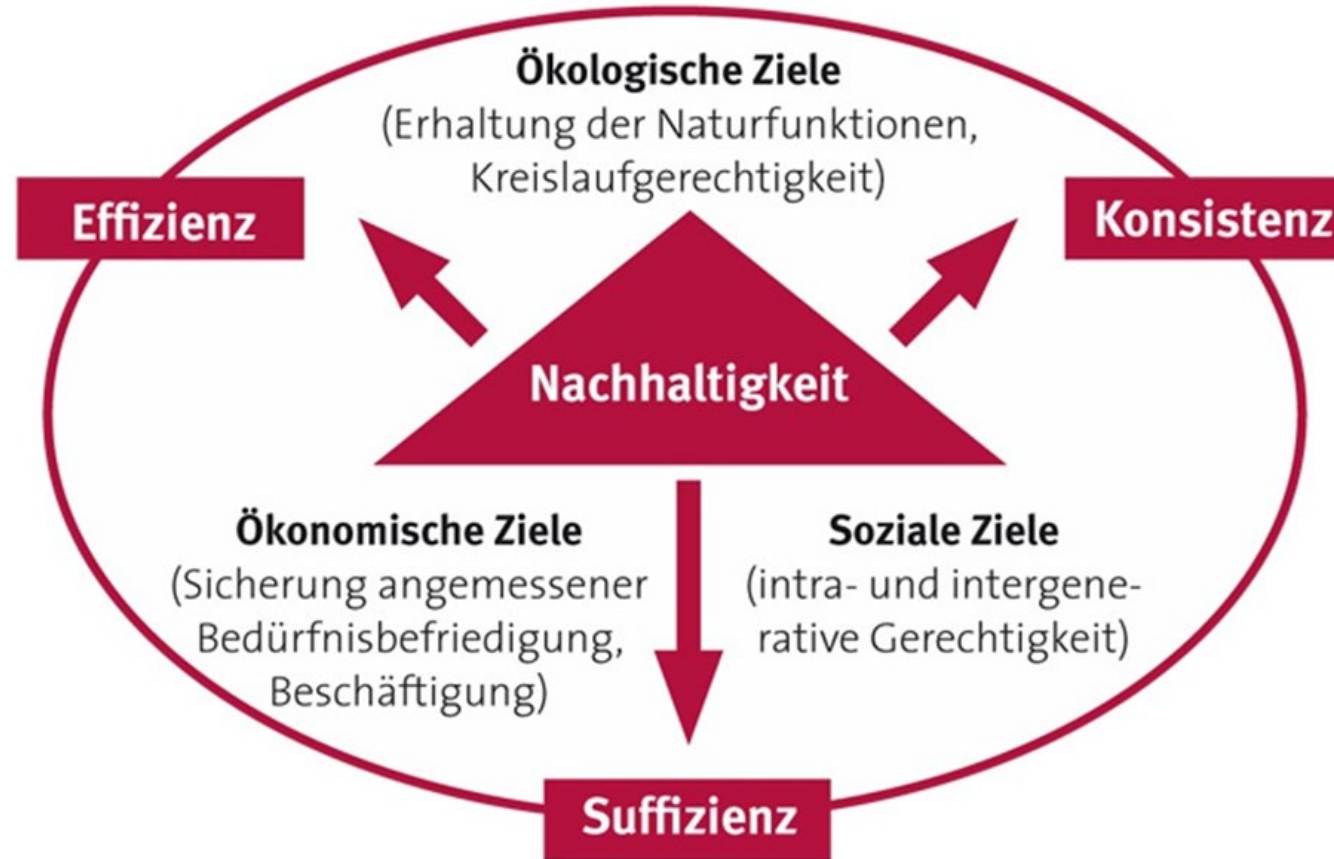 Ökologische Ziele
(Erhaltung der Naturfunktionen,
Kreislaufgerechtigkeit)
Effizienz
Konsistenz
Nachhaltigkeit
Ökonomische Ziele
(Sicherung angemessener
Bedürfnisbefriedigung,
Beschäftigung)
Soziale Ziele
(intra- und intergene-
rative Gerechtigkeit)
Suffizienz